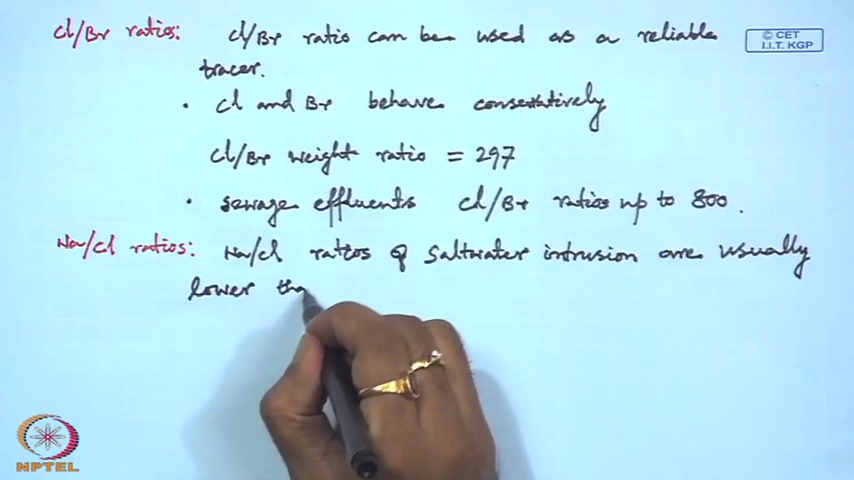 Cl/Br ratios: Cl/Br ratio can be used as a reliable
© CET
I.I.T. KGP
tracer.
• Cl and Br behave conservatively
Cl/Br weight ratio = 297
• Sewage effluents Cl/Br ratios up to 800.
Na/Cl ratios: Na/Cl ratios of saltwater intrusion are usually
lower tha
NPTEL